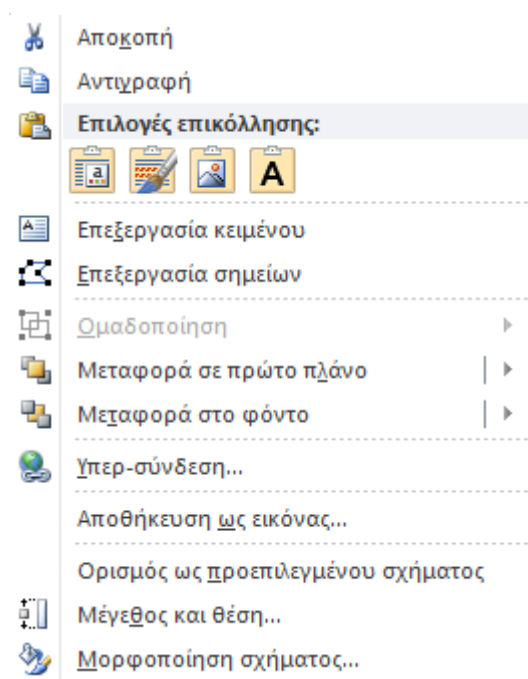 Αποκοπή
Αντιγραφή
Επιλογές επικόλλησης:
a A
Επεξεργασία κειμένου
Επεξεργασία σημείων
Ομαδοποίηση
Μεταφορά σε πρώτο πλάνο
Μεταφορά στο φόντο
Υπερ-σύνδεση...
Αποθήκευση ως εικόνας...
Ορισμός ως προεπιλεγμένου σχήματος
Μέγεθος και θέση...
Μορφοποίηση σχήματος...